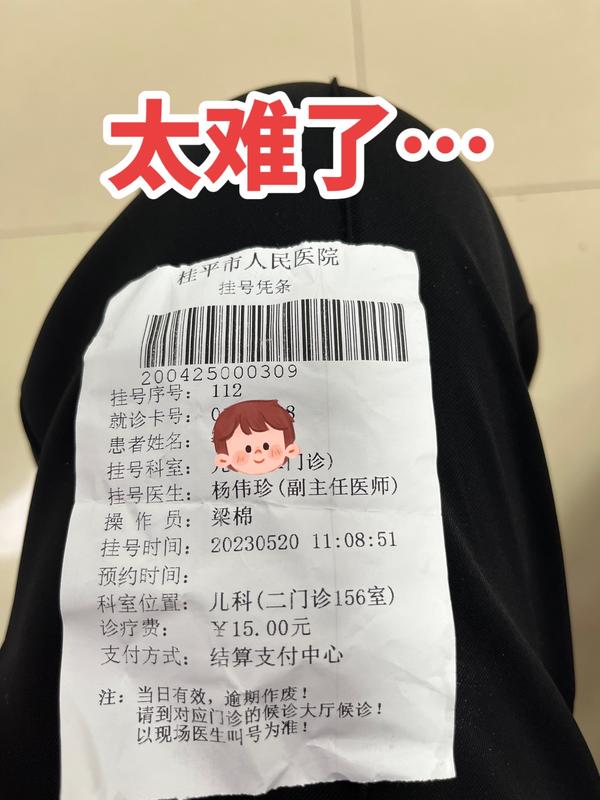 太难了…
桂平市人民医院
挂号凭条
200425000309
挂号序号： 112
就诊卡号： 0 8
患者姓名：
挂号科室： 门诊)
挂号医生： 杨伟珍(副主任医师)
操 作 员： 梁棉
挂号时间： 20230520 11:08:51
预约时间：
科室位置： 儿科(二门诊156室)
诊疗费： ￥15.00元
支付方式： 结算支付中心
注： 当日有效，逾期作废！
请到对应门诊的候诊大厅候诊！
以现场医生叫号为准！